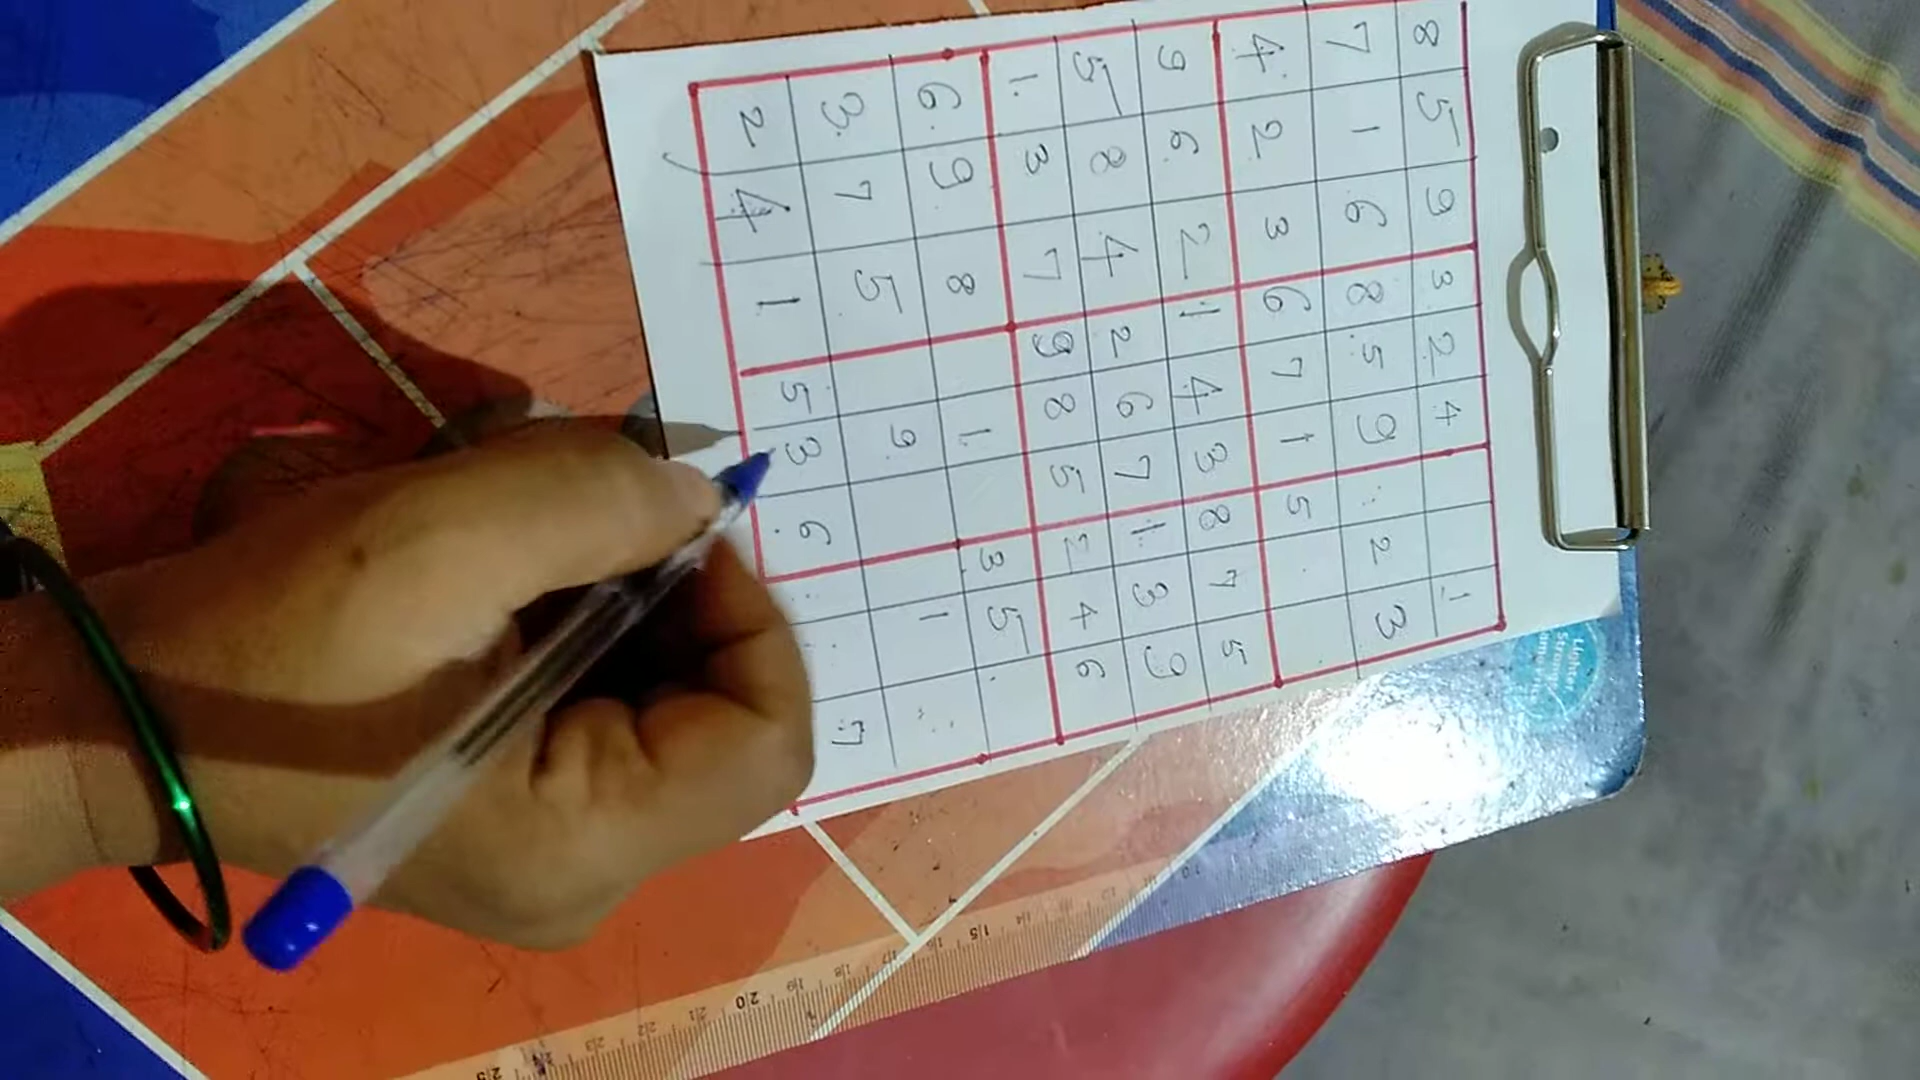 8 5 9 3 2 4 1
7 1 6 8 5 9 2 3
4 2 3 6 7 1 5
9 6 2 1 4 3 8 7 5
5 8 4 2 6 7 1 3 9
1 3 7 9 8 5 2 4 6
6 9 8 1 3 5
3 7 5 9 1
2 4 1 5 3 6 7